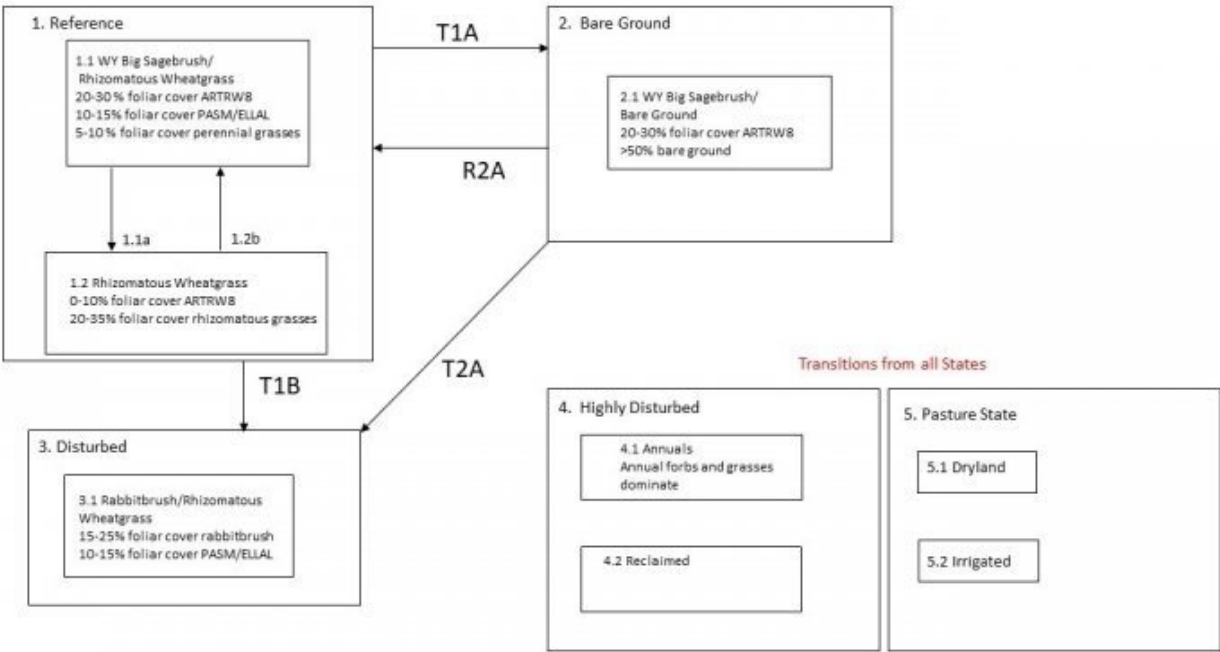 1. Reference
1.1 WY Big Sagebrush/
Rhizomatous Wheatgrass
20-30 % foliar cover ARTRW8
10-15% foliar cover PASM/ELLAL
5-10 % foliar cover perennial grasses
1.1a
1.2b
1.2 Rhizomatous Wheatgrass
0-10% foliar cover ARTRW8
20-35% foliar cover rhizomatous grasses
T1A
R2A
2. Bare Ground
2.1 WY Big Sagebrush/
Bare Ground
20-30% foliar cover ARTRW8
>50% bare ground
T1B
T2A
3. Disturbed
3.1 Rabbitbrush/Rhizomatous
Wheatgrass
15-25% foliar cover rabbitbrush
10-15% foliar cover PASM/ELLAL
Transitions from all States
4. Highly Disturbed
4.1 Annuals
Annual forbs and grasses
dominate
4.2 Reclaimed
5. Pasture State
5.1 Dryland
5.2 Irrigated